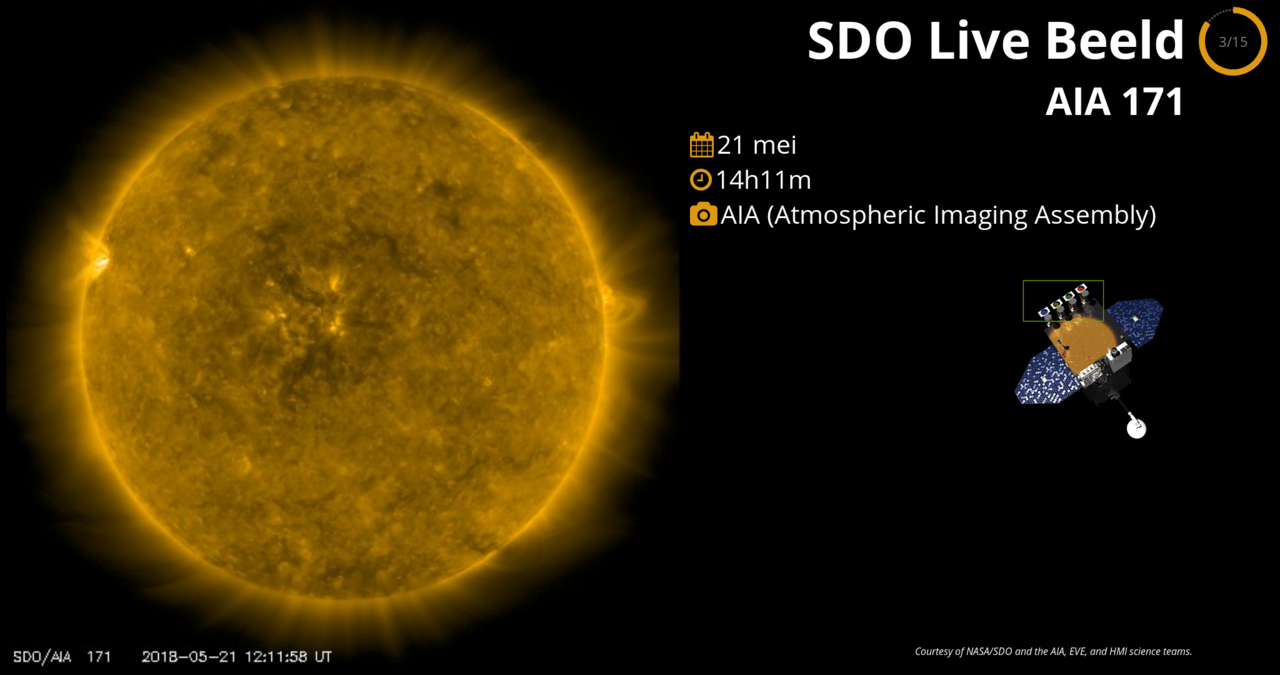 SDO Live Beeld
3/15
AIA 171
21 mei
14h11m
AIA (Atmospheric Imaging Assembly)
SDO/AIA 171 2018-05-21 12:11:58 UT
Courtesy of NASA/SDO and the AIA, EVE, and HMI science teams.